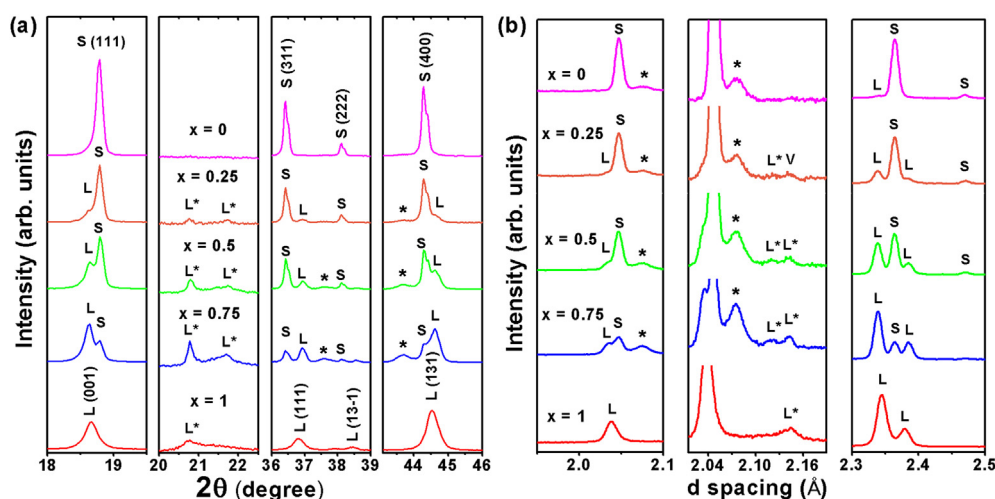 (a)
S (111)
S (311)
S (222)
S (400)
x = 0
S
L
x = 0.25
L* L*
S
L
S
*
S
L
S
L
x = 0.5
L*
L*
S
L
*
S
*
S
L
L
S
x = 0.75
L*
L*
S
L
*
S
*
S
L
L (001)
x = 1
L*
L (111)
L (13-1)
L (131)
Intensity (arb. units)
18 19 20 21 22 36 37 38 39 44 45 46
2θ (degree)
(b)
x = 0
S
*
*
L
S
S
x = 0.25
L
S
*
*
L* V
L
S
L
S
x = 0.5
L
S
*
*
L* L*
L
S
L
S
x = 0.75
L
S
*
*
L* L*
L
S
L
x = 1
L
L*
L
L
Intensity (arb. units)
2.0 2.1 2.04 2.10 2.16 2.3 2.4 2.5
d spacing (Å)